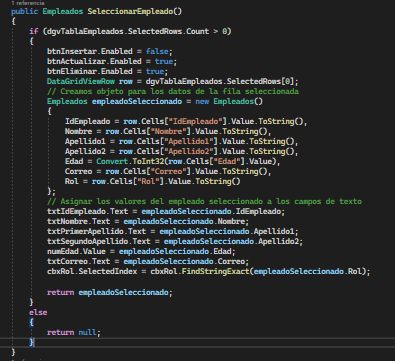 1 referencia
public Empleados SeleccionarEmpleado()
{
if (dgvTablaEmpleados.SelectedRows.Count > 0)
{
btnInsertar.Enabled = false;
btnActualizar.Enabled = true;
btnEliminar.Enabled = true;
DataGridViewRow row = dgvTablaEmpleados.SelectedRows[0];
// Creamos objeto para los datos de la fila seleccionada
Empleados empleadoSeleccionado = new Empleados()
{
IdEmpleado = row.Cells["IdEmpleado"].Value.ToString(),
Nombre = row.Cells["Nombre"].Value.ToString(),
Apellido1 = row.Cells["Apellido1"].Value.ToString(),
Apellido2 = row.Cells["Apellido2"].Value.ToString(),
Edad = Convert.ToInt32(row.Cells["Edad"].Value),
Correo = row.Cells["Correo"].Value.ToString(),
Rol = row.Cells["Rol"].Value.ToString()
};
// Asignar los valores del empleado seleccionado a los campos de texto
txtIdEmpleado.Text = empleadoSeleccionado.IdEmpleado;
txtNombre.Text = empleadoSeleccionado.Nombre;
txtPrimerApellido.Text = empleadoSeleccionado.Apellido1;
txtSegundoApellido.Text = empleadoSeleccionado.Apellido2;
numEdad.Value = empleadoSeleccionado.Edad;
txtCorreo.Text = empleadoSeleccionado.Correo;
cbxRol.SelectedIndex = cbxRol.FindStringExact(empleadoSeleccionado.Rol);
return empleadoSeleccionado;
}
else
{
return null;
}
}